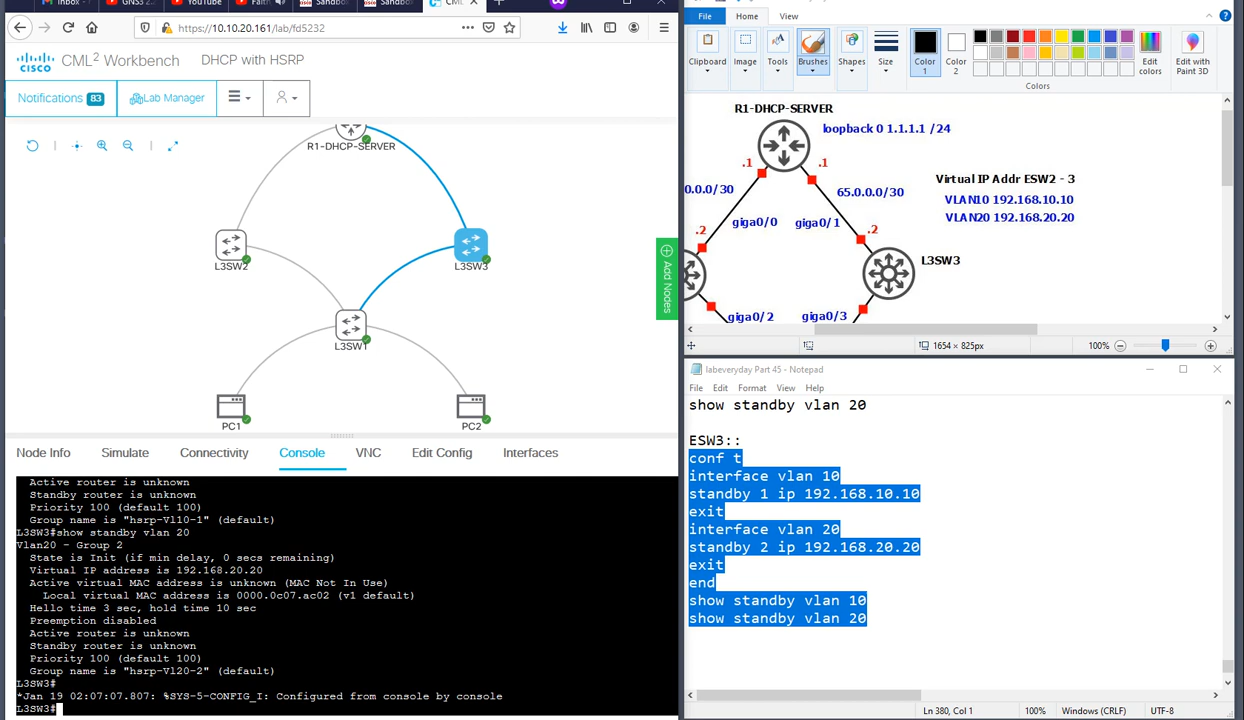 Inbox -
GNS3 2.
YouTube
Faith
Sandbo
Sandbo
CML
https://10.10.20.161/lab/fd5232
CISCO
CML2 Workbench
DHCP with HSRP
Notifications 83
Lab Manager
R1-DHCP-SERVER
L3SW2
L3SW3
L3SW1
PC1
PC2
Add Nodes
Node Info
Simulate
Console
Connectivity
VNC
Edit Config
Interfaces
Active router is unknown
Standby router is unknown
Priority 100 (default 100)
Group name is "hsrp-Vl10-1" (default)
L3SW3#show standby vlan 20
Vlan20 - Group 2
State is Init (if min delay, 0 secs remaining)
Virtual IP address is 192.168.20.20
Active virtual MAC address is unknown (MAC Not In Use)
Local virtual MAC address is 0000.0c07.ac02 (v1 default)
Hello time 3 sec, hold time 10 sec
Preemption disabled
Active router is unknown
Standby router is unknown
Priority 100 (default 100)
Group name is "hsrp-Vl20-2" (default)
L3SW3#
*Jan 19 02:07:07.807: %SYS-5-CONFIG_I: Configured from console by console
L3SW3#
File
Home
View
Clipboard
Image
Tools
Brushes
Shapes
Size
Color 1
Color 2
Edit colors
Edit with Paint 3D
Colors
R1-DHCP-SERVER
loopback 0 1.1.1.1 /24
.1
.1
0.0.0/30
65.0.0.0/30
Virtual IP Addr ESW2 - 3
VLAN10 192.168.10.10
VLAN20 192.168.20.20
giga0/0
giga0/1
.2
.2
L3SW3
giga0/2
giga0/3
1654 × 825px
100%
labeveryday Part 45 - Notepad
File
Edit
Format
View
Help
show standby vlan 20
ESW3::
conf t
interface vlan 10
standby 1 ip 192.168.10.10
exit
interface vlan 20
standby 2 ip 192.168.20.20
exit
end
show standby vlan 10
show standby vlan 20
Ln 380, Col 1
100%
Windows (CRLF)
UTF-8